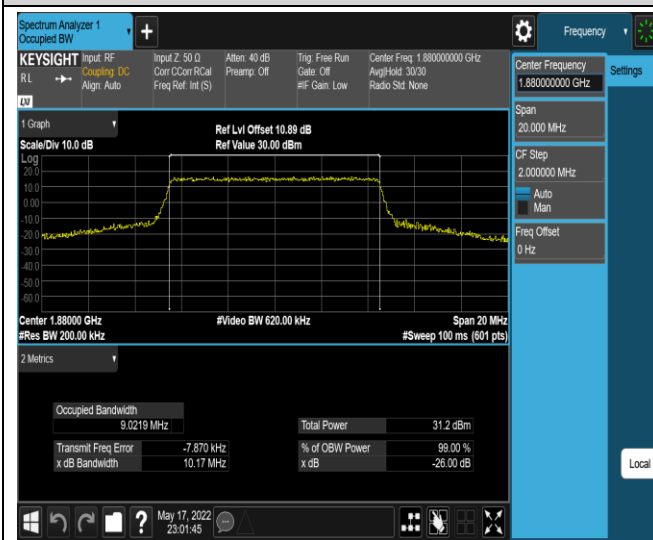 Spectrum Analyzer 1
Occupied BW
+
Frequency
KEYSIGHT
RL
Input: RF
Coupling: DC
Align: Auto
Input Z: 50 Ω
Corr CCorr RCal
Freq Ref: Int (S)
Atten: 40 dB
Preamp: Off
Trig: Free Run
Gate: Off
#IF Gain: Low
Center Freq: 1.880000000 GHz
Avg|Hold: 30/30
Radio Std: None
LXI
1 Graph
Scale/Div 10.0 dB
Ref Lvl Offset 10.89 dB
Ref Value 30.00 dBm
Log
20.0
10.0
0.00
-10.0
-20.0
-30.0
-40.0
-50.0
-60.0
Center 1.88000 GHz
#Video BW 620.00 kHz
Span 20 MHz
#Res BW 200.00 kHz
#Sweep 100 ms (601 pts)
2 Metrics
Occupied Bandwidth
9.0219 MHz
Total Power 31.2 dBm
Transmit Freq Error -7.870 kHz
% of OBW Power 99.00 %
x dB Bandwidth 10.17 MHz
x dB -26.00 dB
Center Frequency
1.880000000 GHz
Settings
Span
20.000 MHz
CF Step
2.000000 MHz
Auto
Man
Freq Offset
0 Hz
Local
?
May 17, 2022
23:01:45